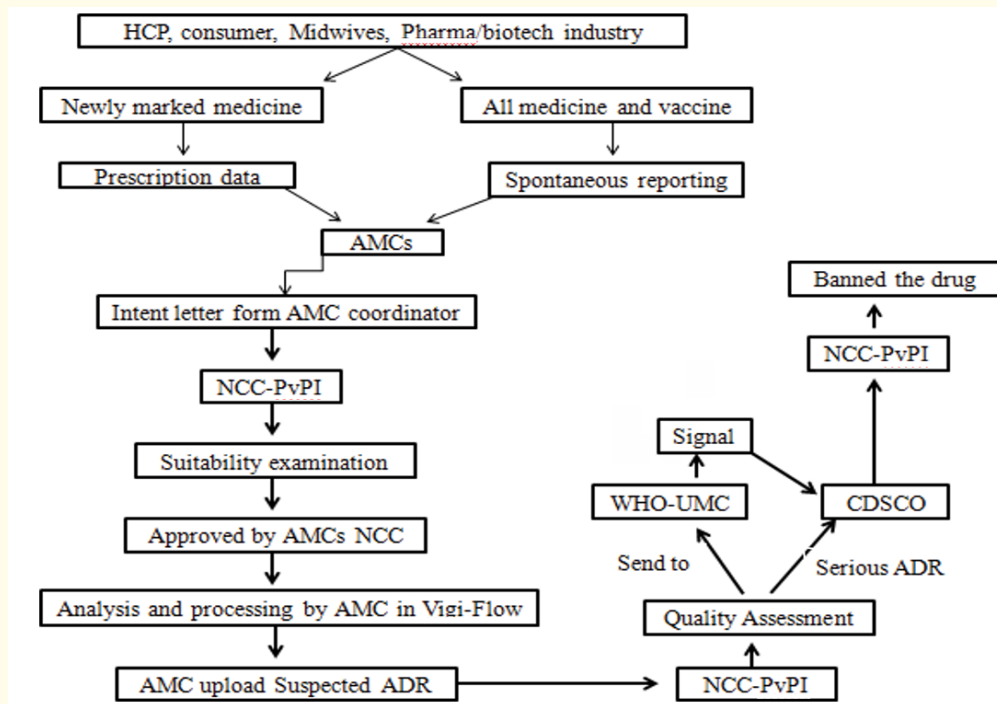 HCP, consumer, Midwives, Pharma/biotech industry
Newly marked medicine
All medicine and vaccine
Prescription data
Spontaneous reporting
AMCs
Intent letter form AMC coordinator
NCC-PvPI
Suitability examination
Approved by AMCs NCC
Analysis and processing by AMC in Vigi-Flow
AMC upload Suspected ADR
NCC-PvPI
Quality Assessment
Send to
Serious ADR
WHO-UMC
CDSCO
Signal
NCC-PvPI
Banned the drug